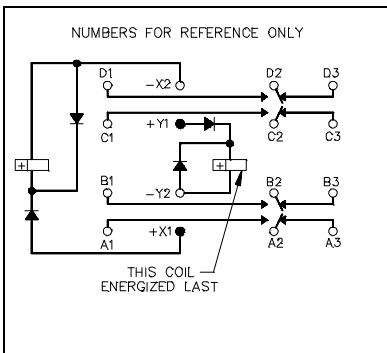 NUMBERS FOR REFERENCE ONLY
D1 -X2 D2 D3
+Y1
C1 C2 C3
+ +
B1 -Y2 B2 B3
+X1
A1 A2 A3
THIS COIL
ENERGIZED LAST